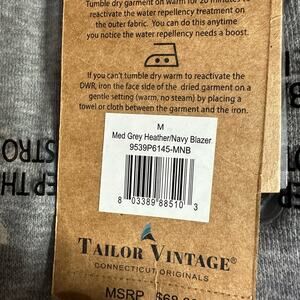 Tumble dry garment on warm for 20 minutes to
reactivate the water repellency treatment on
the outer fabric. You can do this anytime
you notice the water repellency needs a boost.
If you can't tumble dry warm to reactivate the
DWR, iron the face side of the dried garment on a
gentle setting (warm, no steam) by placing a
towel or cloth between the garment and the iron.
M
Med Grey Heather/Navy Blazer
9539P6145-MNB
8 03389 88510 3
TAILOR VINTAGE®
CONNECTICUT ORIGINALS
MSRP